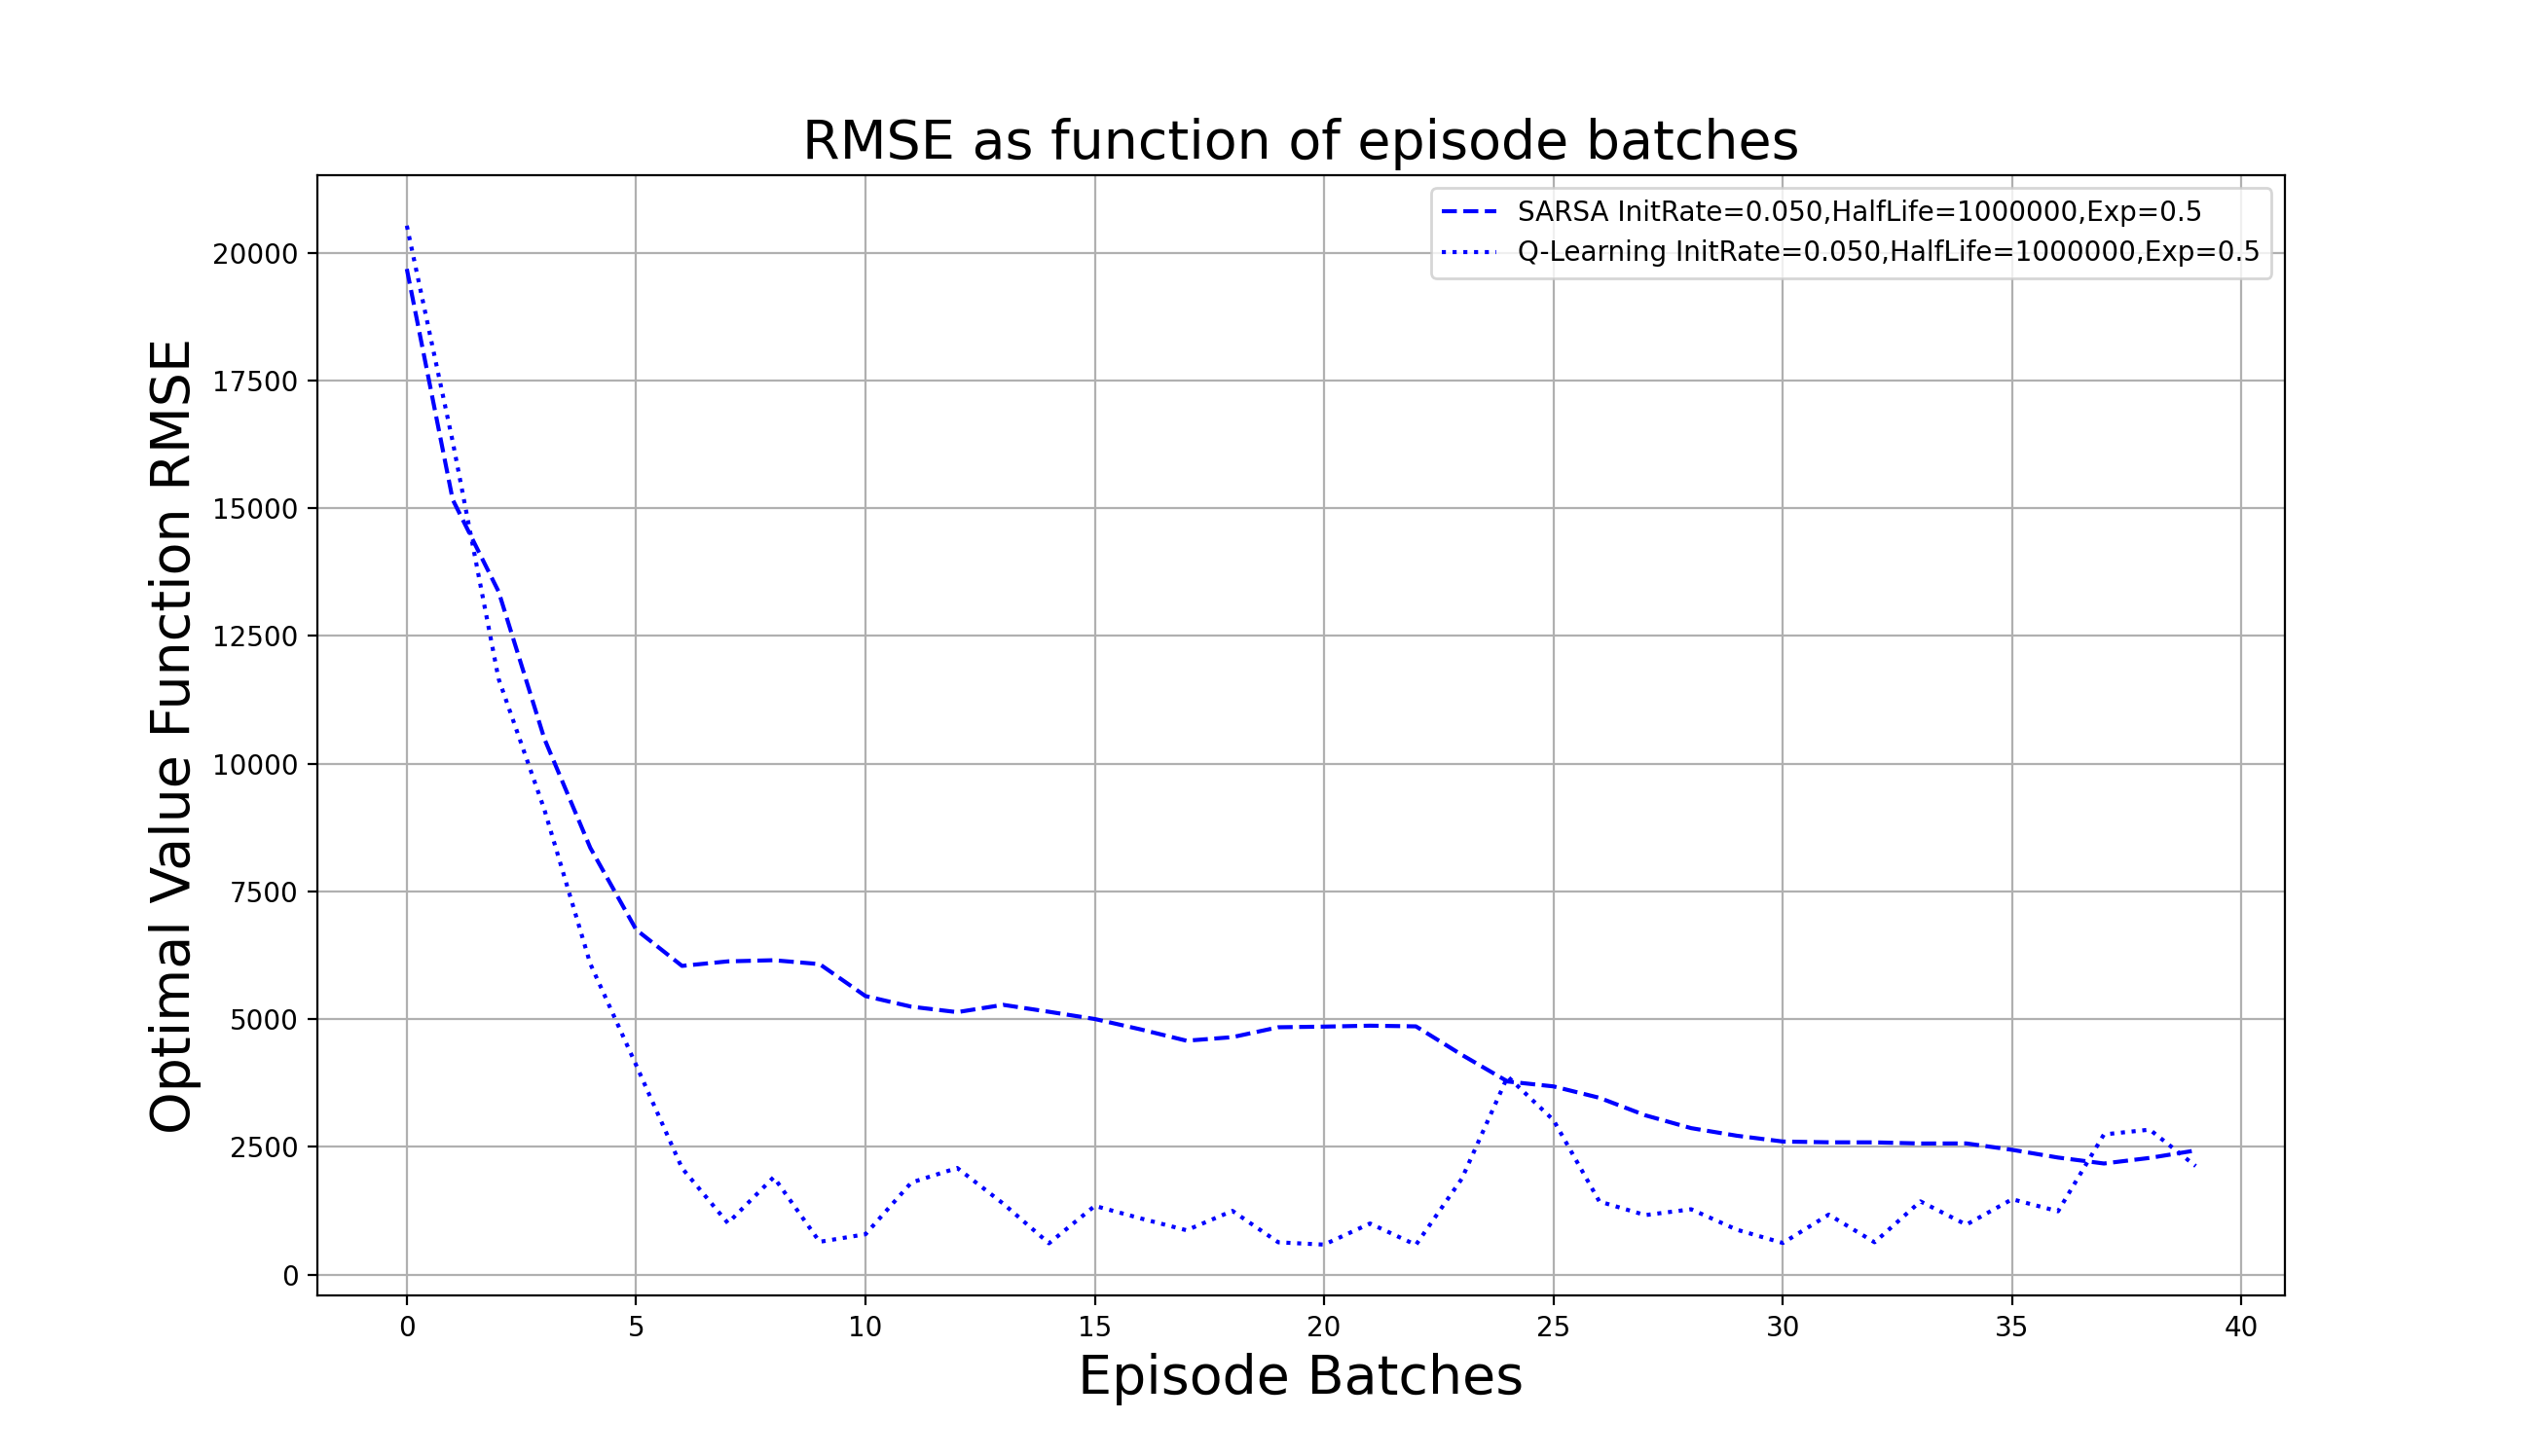 RMSE as function of episode batches
SARSA InitRate=0.050,HalfLife=1000000,Exp=0.5
Q-Learning InitRate=0.050,HalfLife=1000000,Exp=0.5
Optimal Value Function RMSE
20000
17500
15000
12500
10000
7500
5000
2500
0
0 5 10 15 20 25 30 35 40
Episode Batches